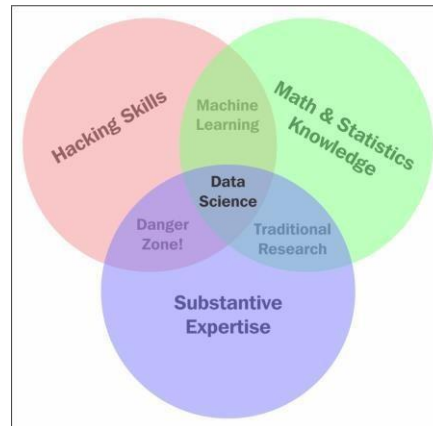 Hacking Skills
Machine
Learning
Math & Statistics
Knowledge
Data
Science
Danger
Zone!
Traditional
Research
Substantive
Expertise